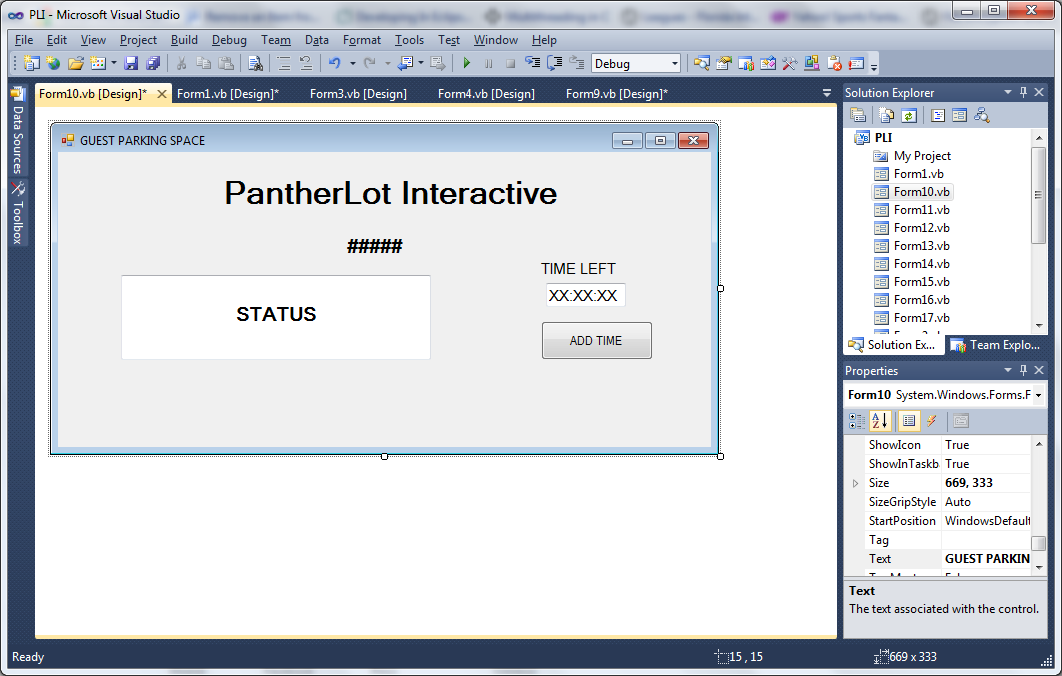 PLI - Microsoft Visual Studio
File Edit View Project Build Debug Team Data Format Tools Test Window Help
Debug
Form10.vb [Design]* Form1.vb [Design]* Form3.vb [Design] Form4.vb [Design] Form9.vb [Design]*
Data Sources
Toolbox
GUEST PARKING SPACE
PantherLot Interactive
#####
TIME LEFT
XX:XX:XX
STATUS
ADD TIME
Solution Explorer
PLI
My Project
Form1.vb
Form10.vb
Form11.vb
Form12.vb
Form13.vb
Form14.vb
Form15.vb
Form16.vb
Form17.vb
Solution Ex... Team Explo...
Properties
Form10 System.Windows.Forms.F
ShowIcon True
ShowInTaskb True
Size 669, 333
SizeGripStyle Auto
StartPosition WindowsDefault
Tag
Text GUEST PARKIN
Text
The text associated with the control.
Ready 15 , 15 669 x 333